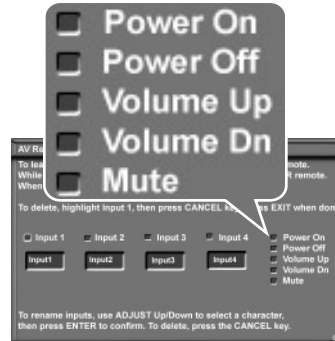 Power On
Power Off
Volume Up
Volume Dn
Mute
AV Re
To lea mote.
While R remote.
When
To delete, highlight Input 1, then press CANCEL key ss EXIT when don
Input 1 Input 2 Input 3 Input 4 Power On
Power Off
Input1 Input2 Input3 Input4 Volume Up
Volume Dn
Mute
To rename inputs, use ADJUST Up/Down to select a character,
then press ENTER to confirm. To delete, press the CANCEL key.